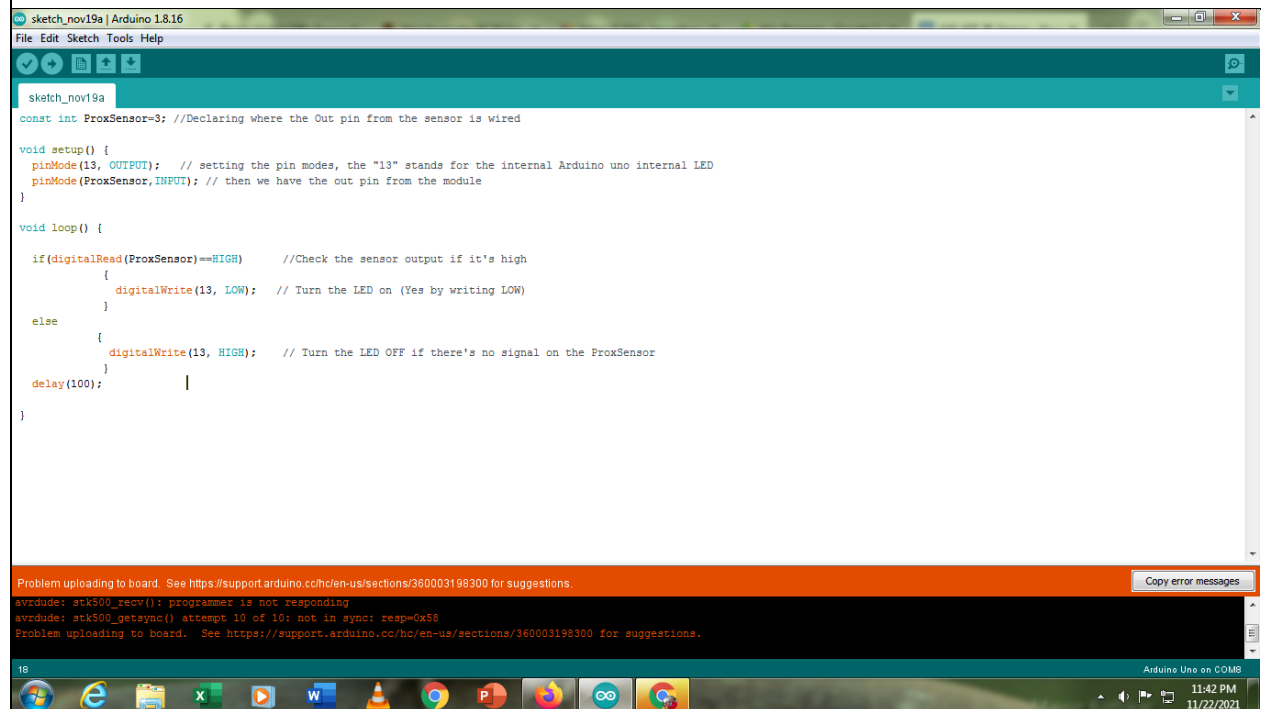 sketch_nov19a | Arduino 1.8.16
File Edit Sketch Tools Help
sketch_nov19a
const int ProxSensor=3; //Declaring where the Out pin from the sensor is wired
void setup() {
pinMode(13, OUTPUT); // setting the pin modes, the "13" stands for the internal Arduino uno internal LED
pinMode(ProxSensor,INPUT); // then we have the out pin from the module
}
void loop() {
if(digitalRead(ProxSensor)==HIGH) //Check the sensor output if it's high
{
digitalWrite(13, LOW); // Turn the LED on (Yes by writing LOW)
}
else
{
digitalWrite(13, HIGH); // Turn the LED OFF if there's no signal on the ProxSensor
}
delay(100);
}
Problem uploading to board. See https://support.arduino.cc/hc/en-us/sections/360003198300 for suggestions.
Copy error messages
avrdude: stk500_recv(): programmer is not responding
avrdude: stk500_getsync() attempt 10 of 10: not in sync: resp=0x58
Problem uploading to board. See https://support.arduino.cc/hc/en-us/sections/360003198300 for suggestions.
18
Arduino Uno on COM8
11:42 PM
11/22/2021